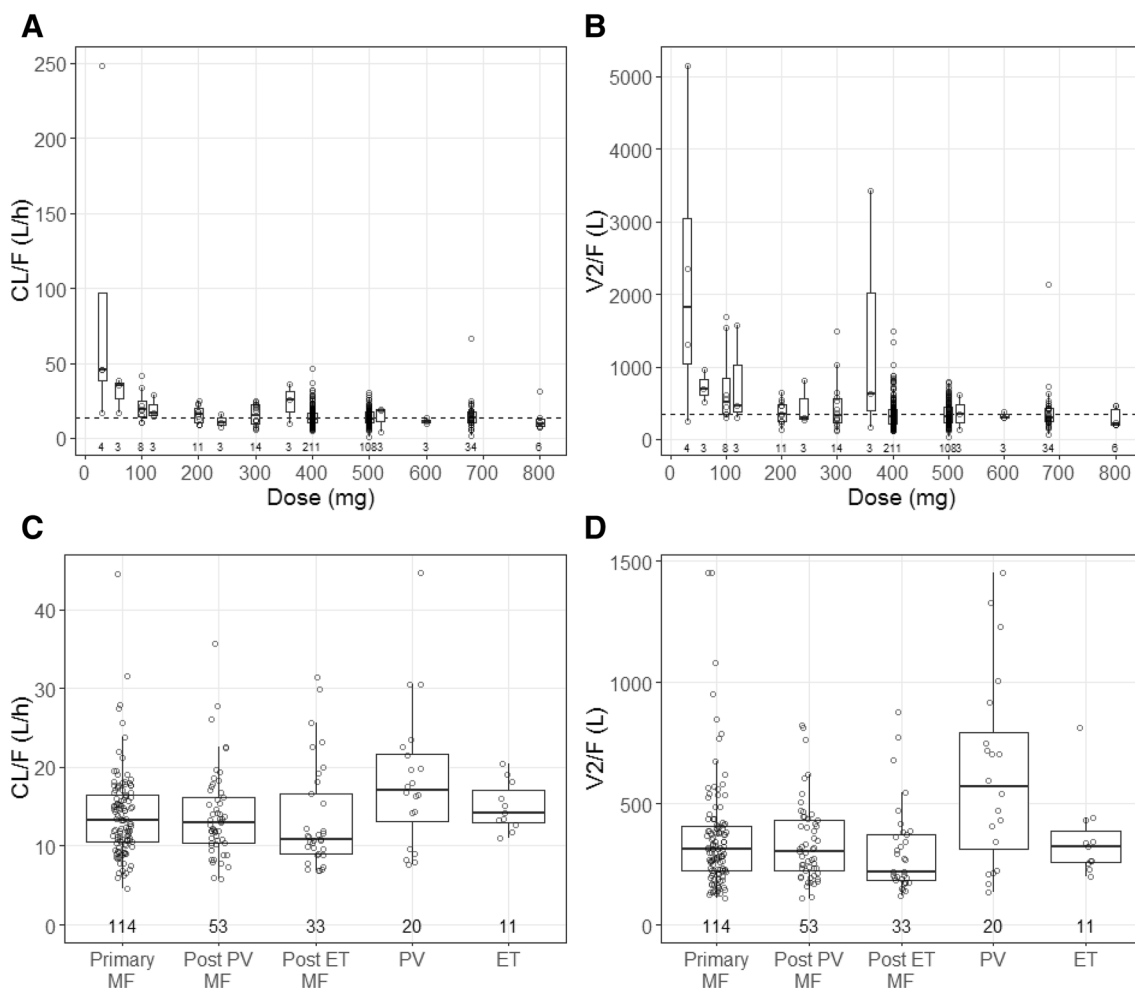 A
CL/F (L/h)
250
200
150
100
50
0
4 3 8 3 11 3 14 3 211 1083 3 34 6
0 100 200 300 400 500 600 700 800
Dose (mg)
B
V2/F (L)
5000
4000
3000
2000
1000
0
4 3 8 3 11 3 14 3 211 1083 3 34 6
0 100 200 300 400 500 600 700 800
Dose (mg)
C
CL/F (L/h)
40
30
20
10
0
114 53 33 20 11
Primary Post PV Post ET PV ET
MF MF MF
D
V2/F (L)
1500
1000
500
0
114 53 33 20 11
Primary Post PV Post ET PV ET
MF MF MF